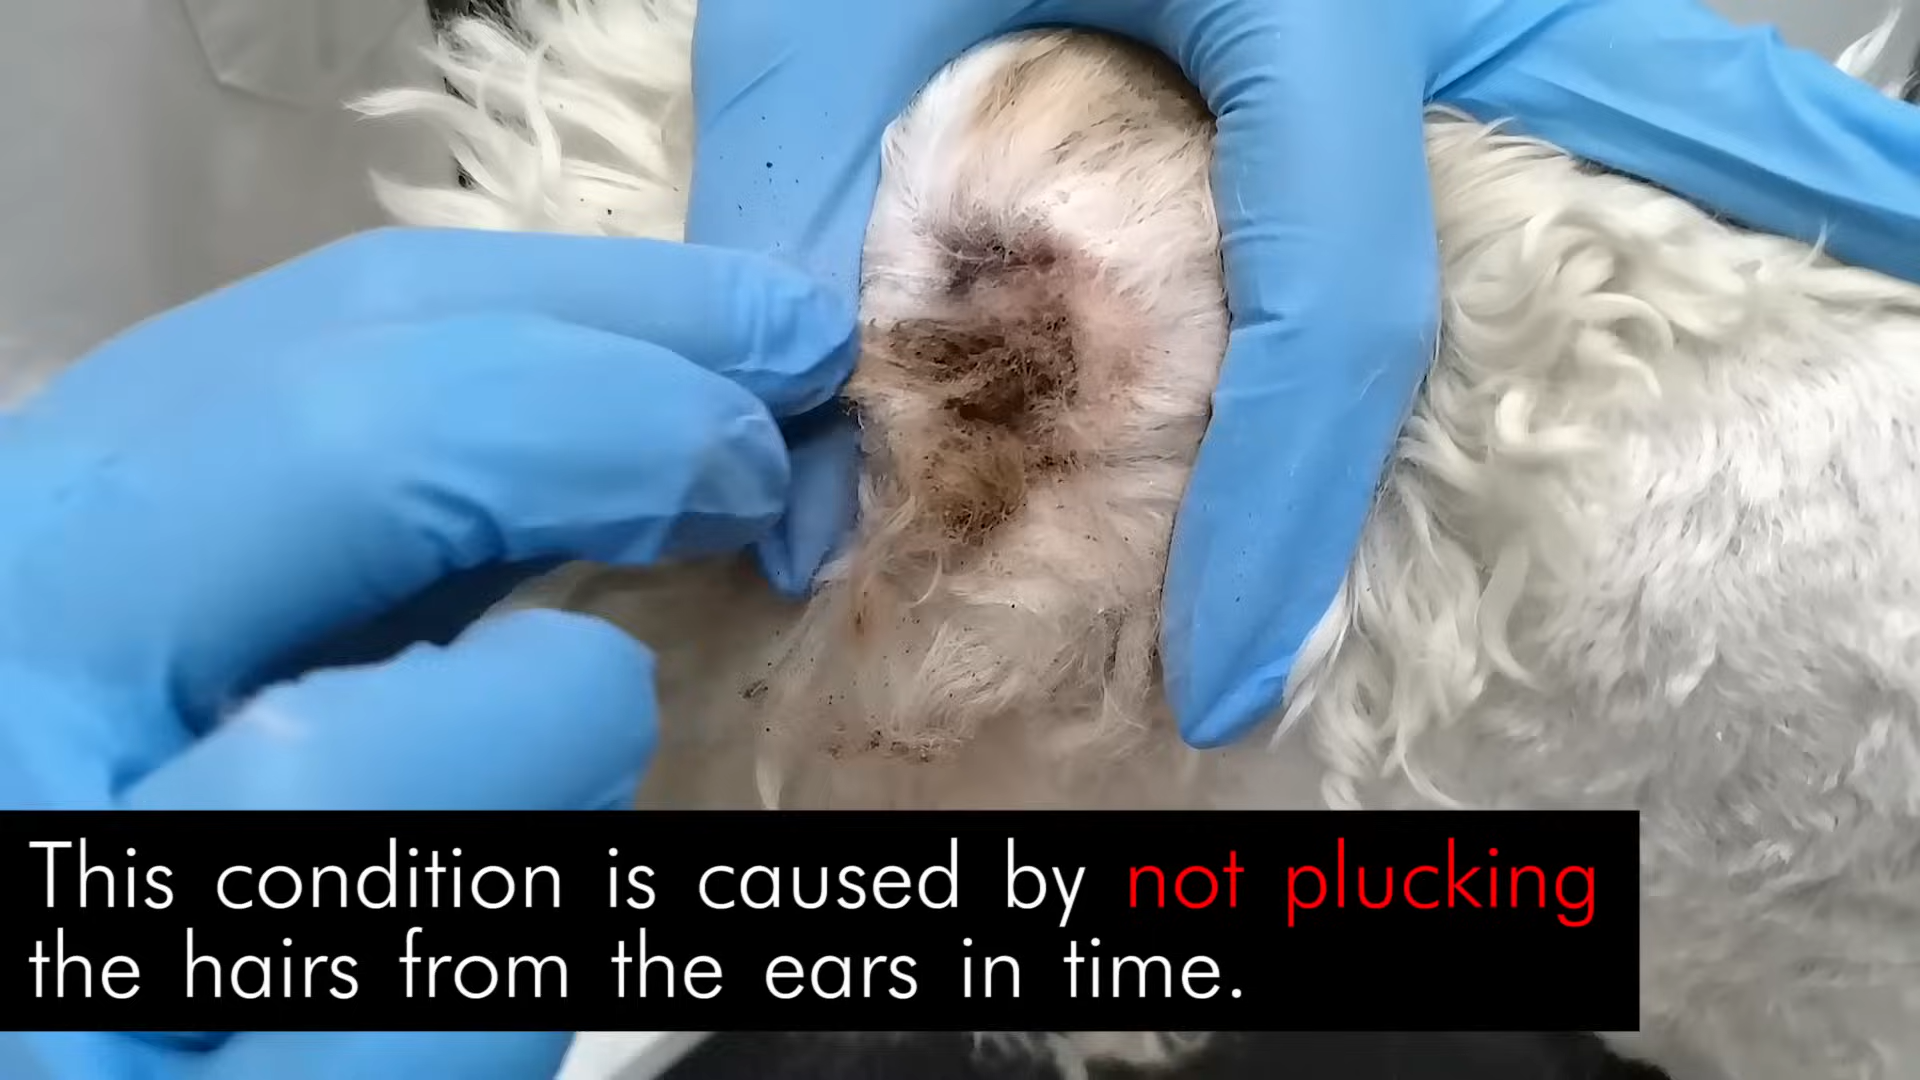 This condition is caused by not plucking
the hairs from the ears in time.